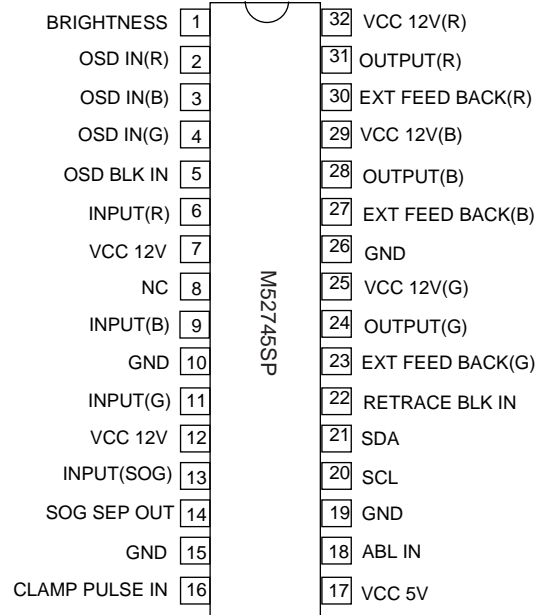 BRIGHTNESS 1
OSD IN(R) 2
OSD IN(B) 3
OSD IN(G) 4
OSD BLK IN 5
INPUT(R) 6
VCC 12V 7
NC 8
INPUT(B) 9
GND 10
INPUT(G) 11
VCC 12V 12
INPUT(SOG) 13
SOG SEP OUT 14
GND 15
CLAMP PULSE IN 16
M52745SP
32 VCC 12V(R)
31 OUTPUT(R)
30 EXT FEED BACK(R)
29 VCC 12V(B)
28 OUTPUT(B)
27 EXT FEED BACK(B)
26 GND
25 VCC 12V(G)
24 OUTPUT(G)
23 EXT FEED BACK(G)
22 RETRACE BLK IN
21 SDA
20 SCL
19 GND
18 ABL IN
17 VCC 5V